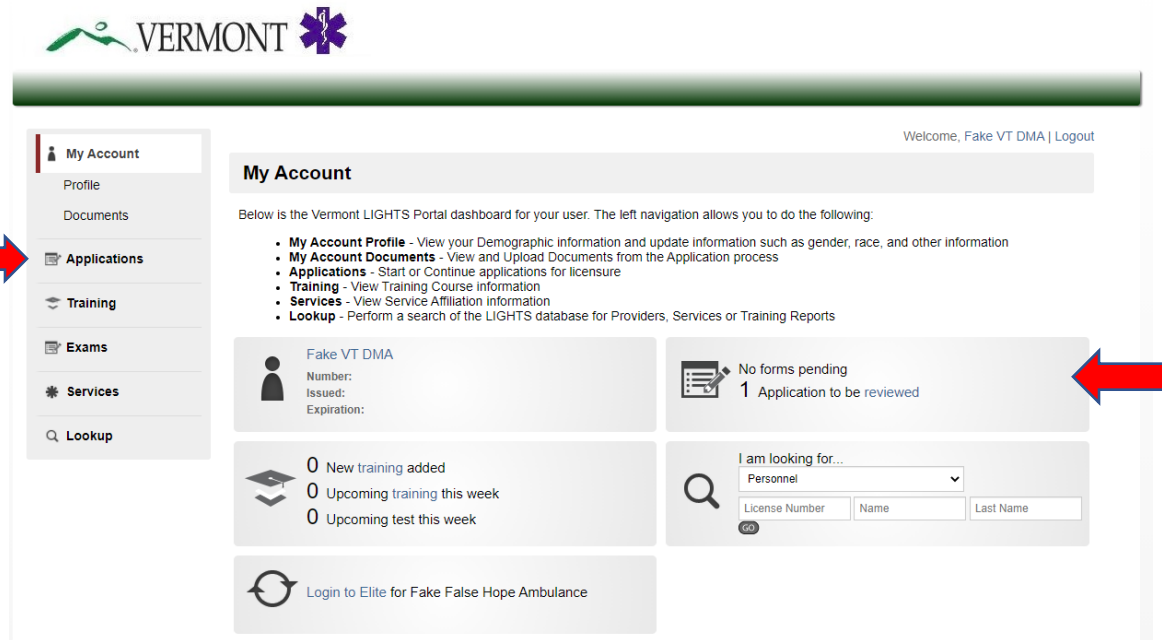 VERMONT
Welcome, Fake VT DMA | Logout
My Account
Profile
Documents
Applications
Training
Exams
Services
Lookup
My Account
Below is the Vermont LIGHTS Portal dashboard for your user. The left navigation allows you to do the following:
My Account Profile - View your Demographic information and update information such as gender, race, and other information
My Account Documents - View and Upload Documents from the Application process
Applications - Start or Continue applications for licensure
Training - View Training Course information
Services - View Service Affiliation information
Lookup - Perform a search of the LIGHTS database for Providers, Services or Training Reports
Fake VT DMA
Number:
Issued:
Expiration:
No forms pending
1 Application to be reviewed
0 New training added
0 Upcoming training this week
0 Upcoming test this week
I am looking for...
Personnel
License Number Name Last Name
GO
Login to Elite for Fake False Hope Ambulance